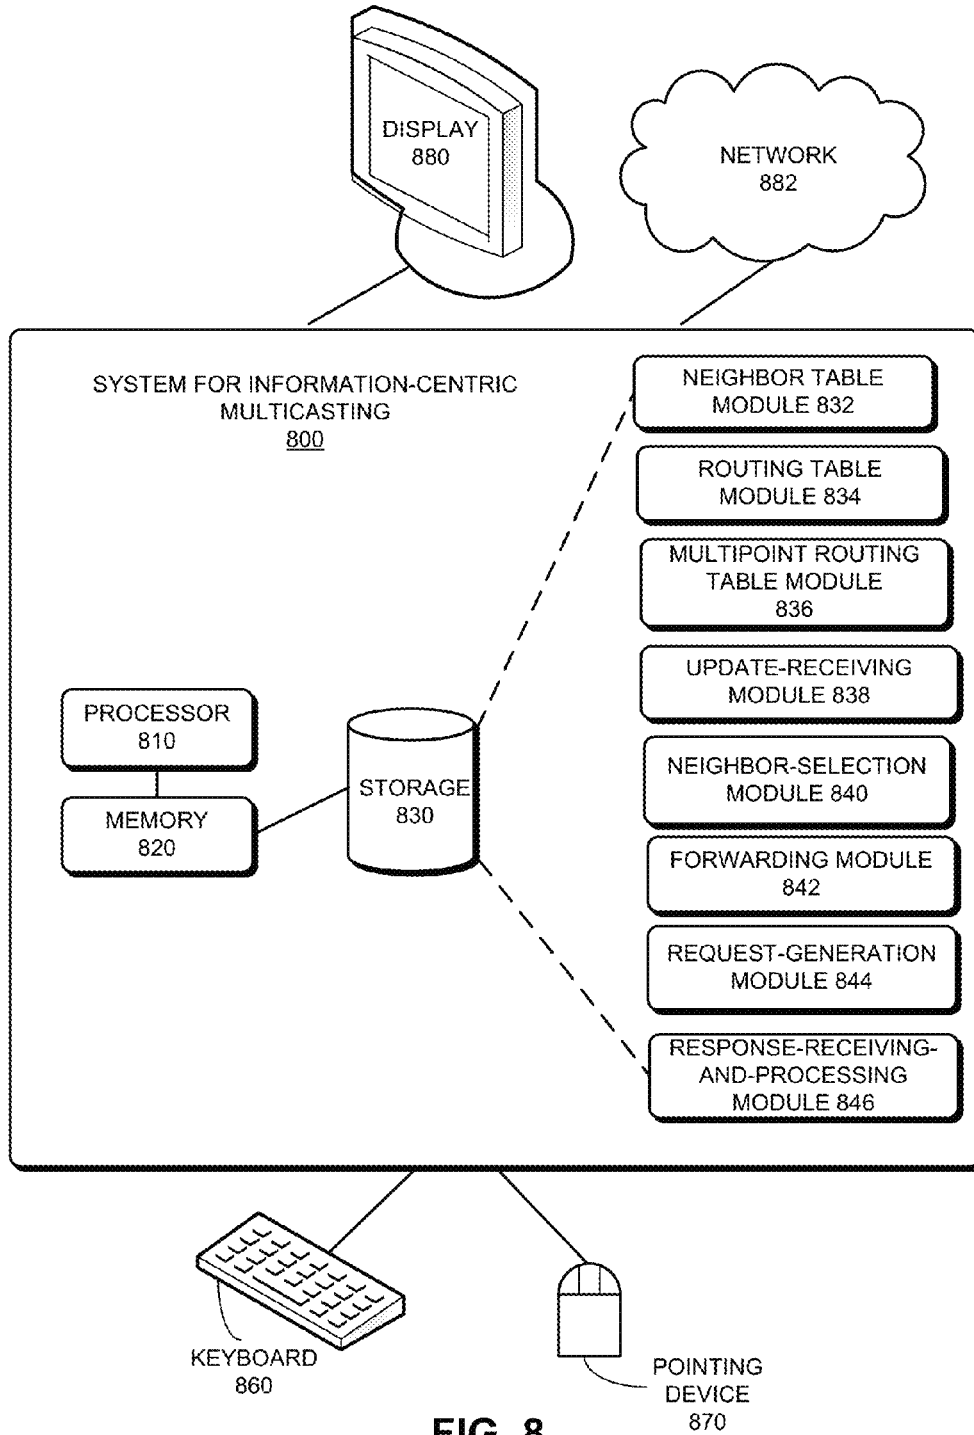 DISPLAY
880
NETWORK
882
SYSTEM FOR INFORMATION-CENTRIC
MULTICASTING
800
NEIGHBOR TABLE
MODULE 832
ROUTING TABLE
MODULE 834
MULTIPOINT ROUTING
TABLE MODULE
836
UPDATE-RECEIVING
MODULE 838
PROCESSOR
810
MEMORY
820
STORAGE
830
NEIGHBOR-SELECTION
MODULE 840
FORWARDING MODULE
842
REQUEST-GENERATION
MODULE 844
RESPONSE-RECEIVING-
AND-PROCESSING
MODULE 846
KEYBOARD
860
POINTING
DEVICE
870
FIG. 8